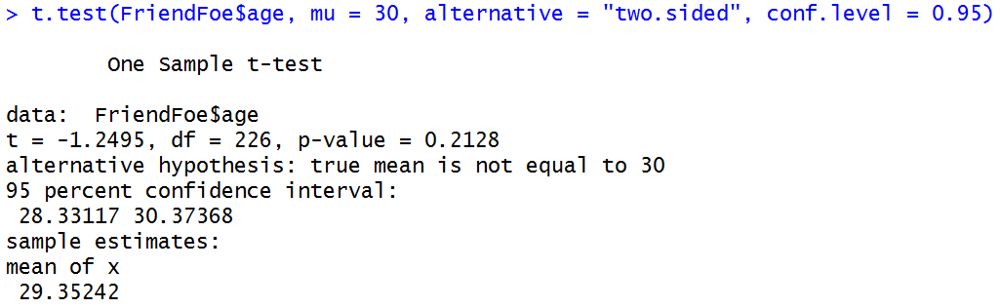 > t.test(FriendFoe$age, mu = 30, alternative = "two.sided", conf.level = 0.95)
One Sample t-test
data:  FriendFoe$age
t = -1.2495, df = 226, p-value = 0.2128
alternative hypothesis: true mean is not equal to 30
95 percent confidence interval:
28.33117 30.37368
sample estimates:
mean of x
29.35242